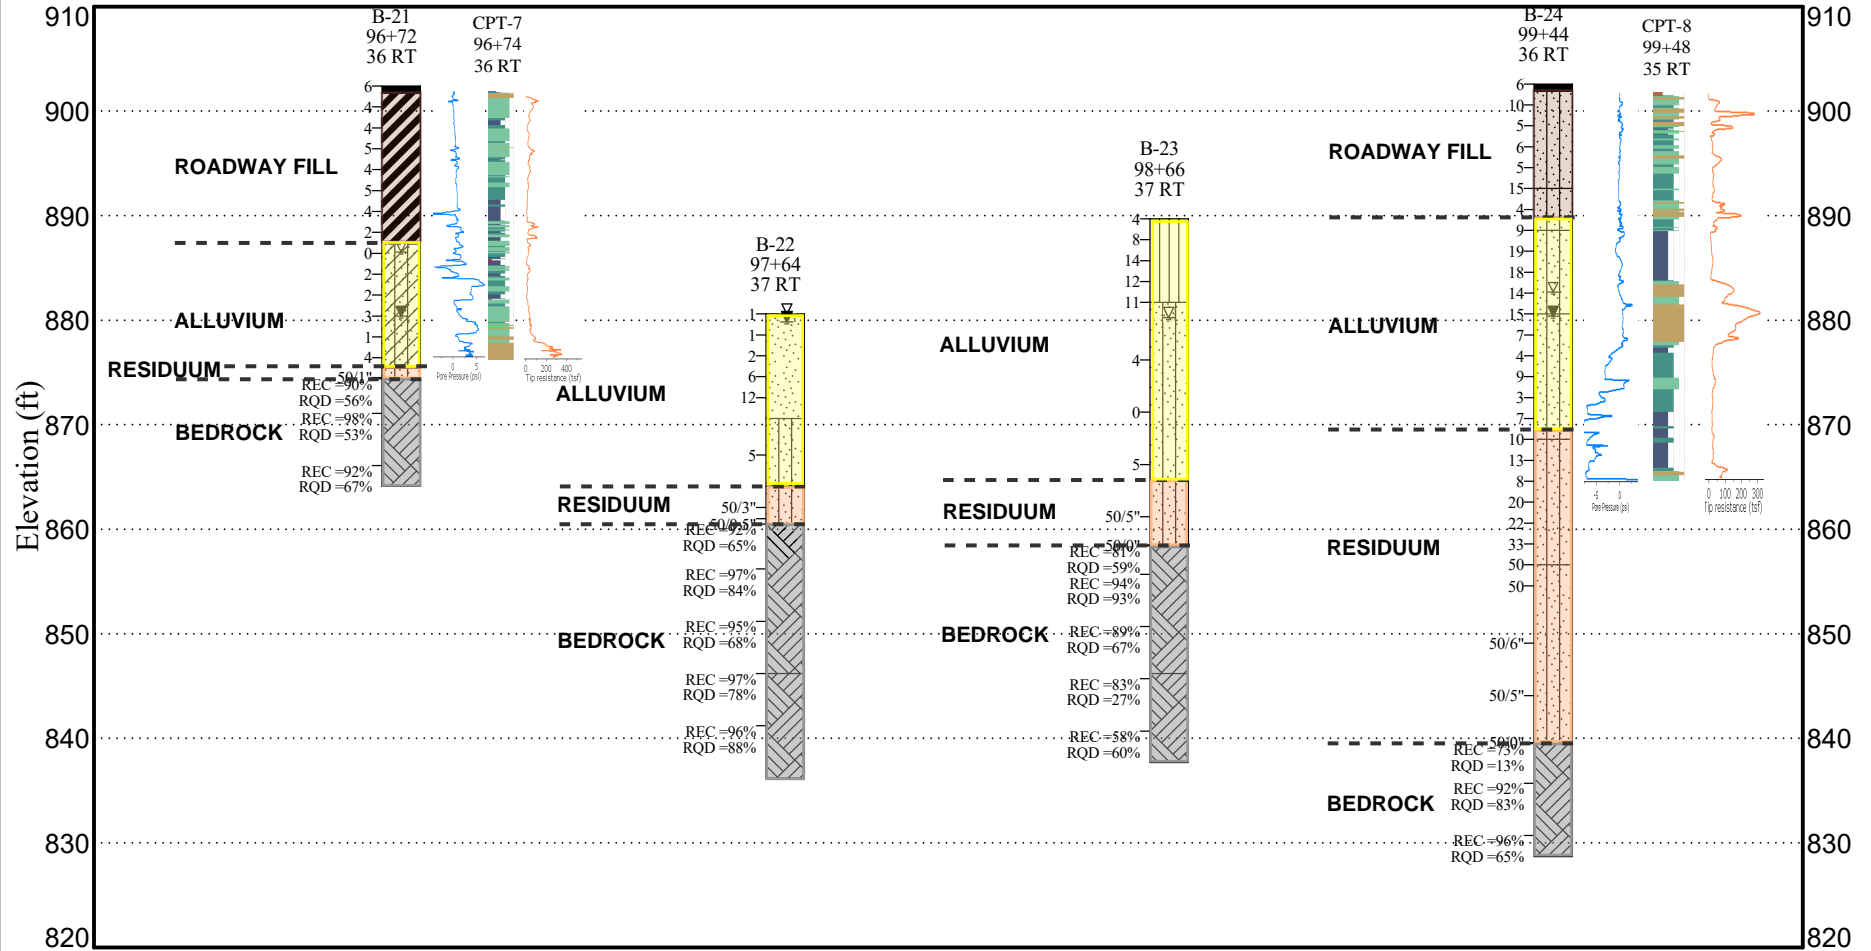 910
900
890
880
870
860
850
840
830
820
Elevation (ft)
B-21
96+72
36 RT
CPT-7
96+74
36 RT
6
4
4
5
4
5
4
2
0
2
2
3
1
4
50/1"
REC =90%
RQD =56%
REC =98%
RQD =53%
REC =92%
RQD =67%
ROADWAY FILL
ALLUVIUM
RESIDUUM
BEDROCK
0 5
Pore Pressure (psi)
0 200 400
Tip resistance (tsf)
B-22
97+64
37 RT
1
1
2
6
12
5
50/3"
50/0.5"
REC =92%
RQD =65%
REC =97%
RQD =84%
REC =95%
RQD =68%
REC =97%
RQD =78%
REC =96%
RQD =88%
ALLUVIUM
RESIDUUM
BEDROCK
B-23
98+66
37 RT
4
8
14
12
11
4
0
5
50/5"
50/0"
REC =81%
RQD =59%
REC =94%
RQD =93%
REC =89%
RQD =67%
REC =83%
RQD =27%
REC =58%
RQD =60%
ALLUVIUM
RESIDUUM
BEDROCK
B-24
99+44
36 RT
CPT-8
99+48
35 RT
6
10
5
6
5
15
4
9
19
18
14
15
7
4
9
3
7
10
13
8
20
22
33
50
50
50/6"
50/5"
50/0"
REC =73%
RQD =13%
REC =92%
RQD =83%
REC =96%
RQD =65%
ROADWAY FILL
ALLUVIUM
RESIDUUM
BEDROCK
-5 0
Pore Pressure (psi)
0 100 200 300
Tip resistance (tsf)
910
900
890
880
870
860
850
840
830
820